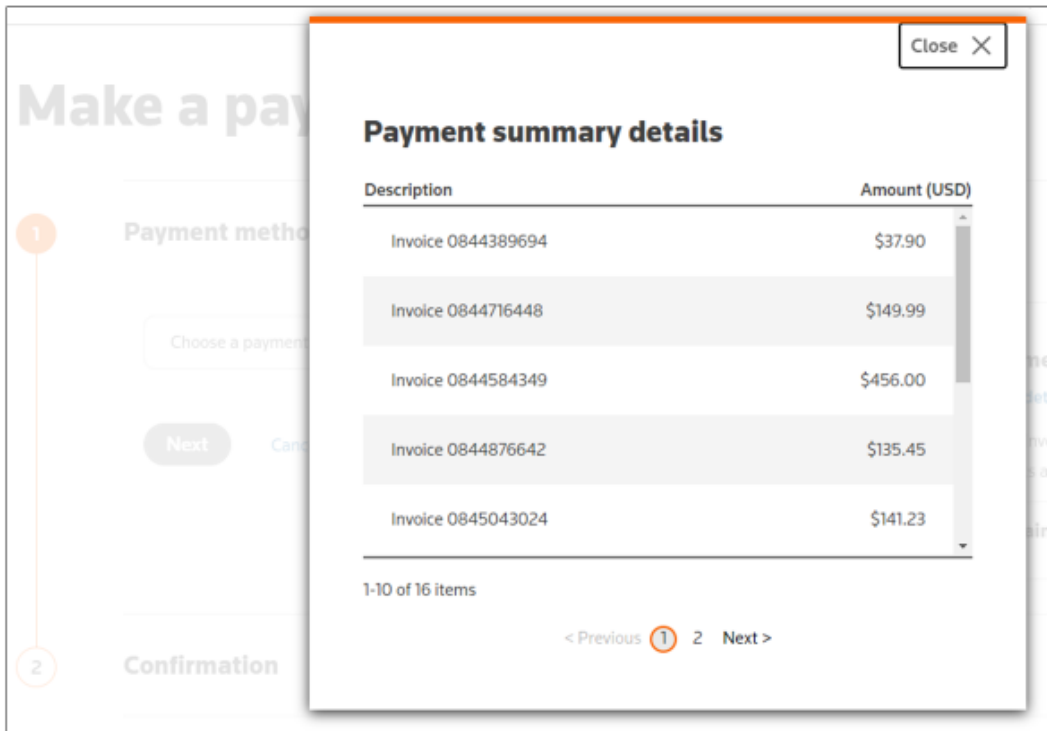 Close
Make a pay
Payment summary details
Description Amount (USD)
1
Payment metho
Invoice 0844389694 $37.90
Invoice 0844716448 $149.99
Choose a payment
Invoice 0844584349 $456.00
Next Canc
Invoice 0844876642 $135.45
Invoice 0845043024 $141.23
1-10 of 16 items
< Previous 1 2 Next >
2 Confirmation